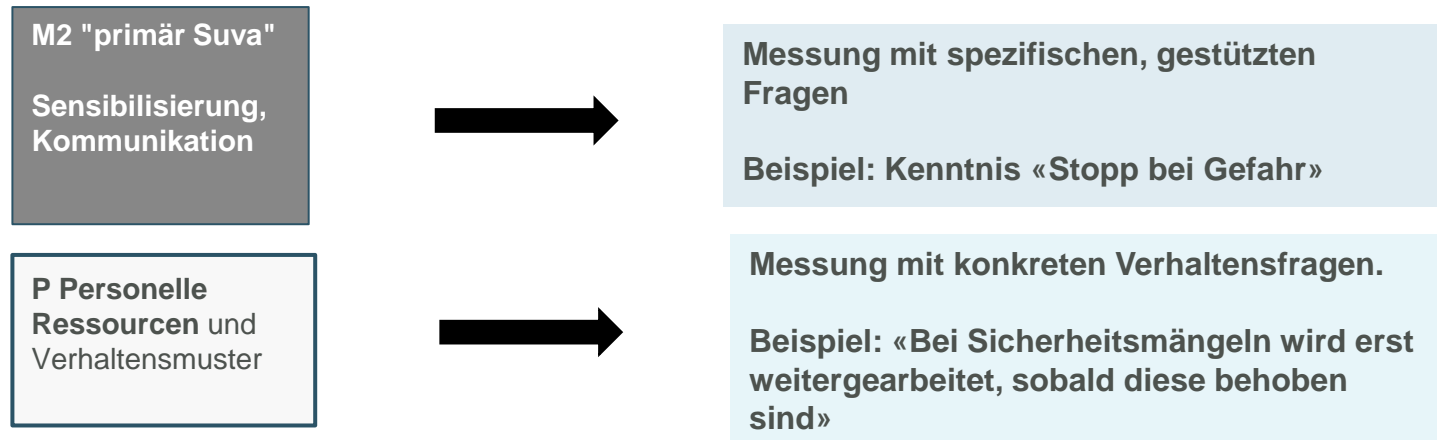 M2 "primär Suva"
Sensibilisierung,
Kommunikation
Messung mit spezifischen, gestützten
Fragen
Beispiel: Kenntnis «Stopp bei Gefahr»
P Personelle
Ressourcen und
Verhaltensmuster
Messung mit konkreten Verhaltensfragen.
Beispiel: «Bei Sicherheitsmängeln wird erst
weitergearbeitet, sobald diese behoben
sind»